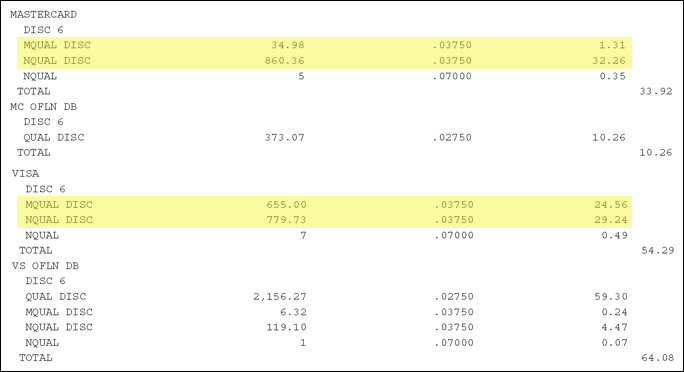 MASTERCARD
DISC 6
MQUAL DISC 34.98 .03750 1.31
NQUAL DISC 860.36 .03750 32.26
NQUAL 5 .07000 0.35
TOTAL 33.92
MC OFLN DB
DISC 6
QUAL DISC 373.07 .02750 10.26
TOTAL 10.26
VISA
DISC 6
MQUAL DISC 655.00 .03750 24.56
NQUAL DISC 779.73 .03750 29.24
NQUAL 7 .07000 0.49
TOTAL 54.29
VS OFLN DB
DISC 6
QUAL DISC 2,156.27 .02750 59.30
MQUAL DISC 6.32 .03750 0.24
NQUAL DISC 119.10 .03750 4.47
NQUAL 1 .07000 0.07
TOTAL 64.08